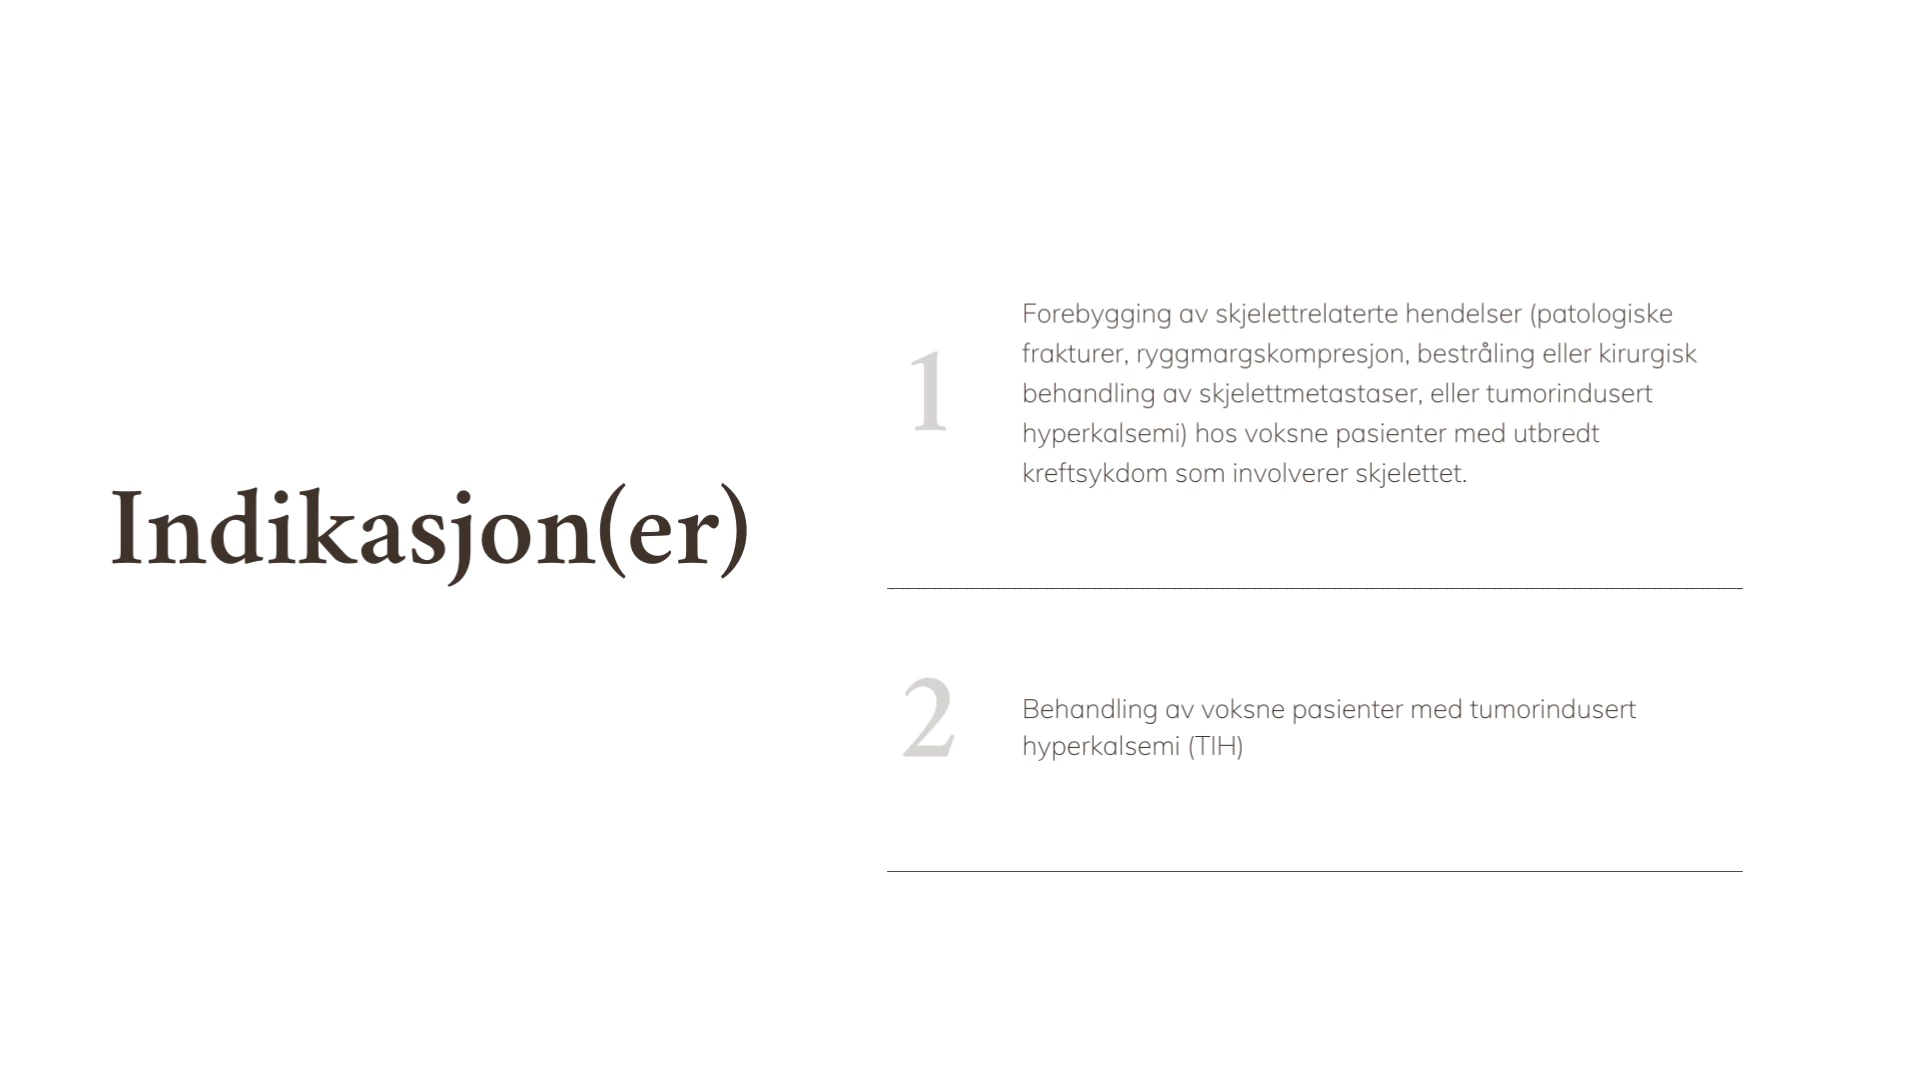 Indikasjon(er)
1
Forebygging av skjelettrelaterte hendelser (patologiske
frakturer, ryggmargskompresjon, bestråling eller kirurgisk
behandling av skjelettmetastaser, eller tumorindusert
hyperkalsemi) hos voksne pasienter med utbredt
kreftsykdom som involverer skjelettet.
2
Behandling av voksne pasienter med tumorindusert
hyperkalsemi (TIH)